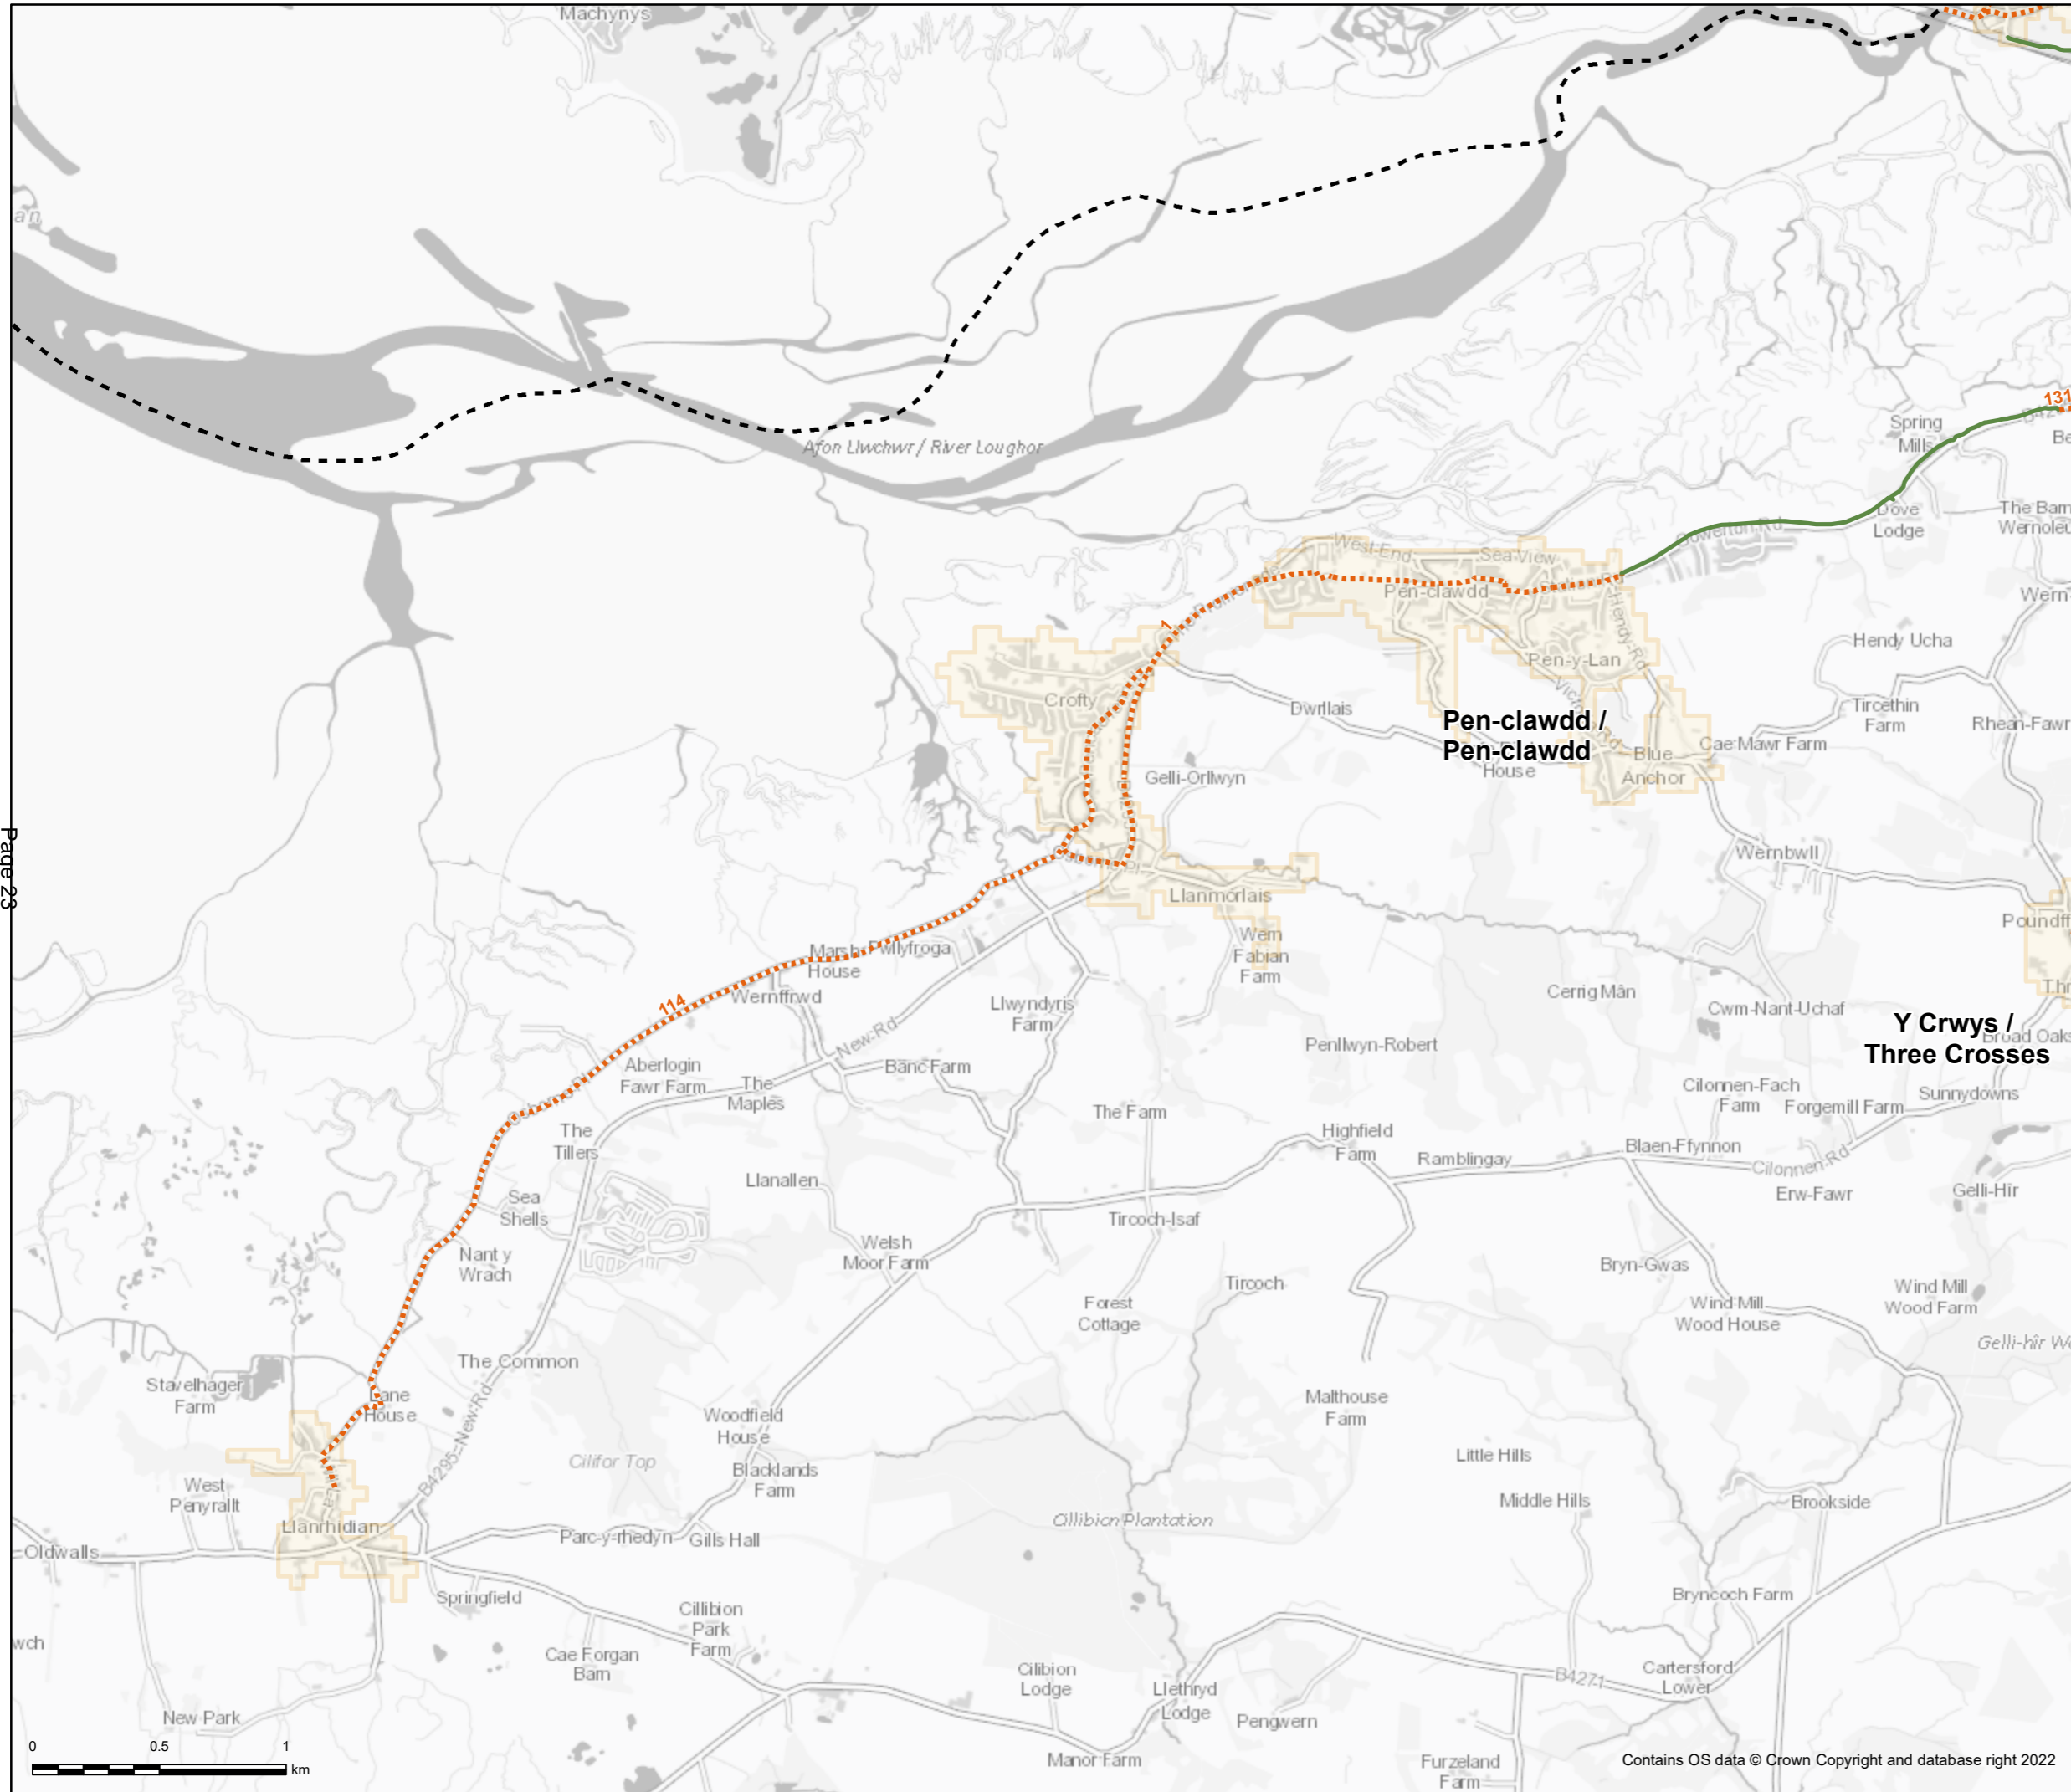 Machynys
an
Afon Llwchwr / River Loughor
131
Spring
Mills
Dove
Lodge
Gowerton Rd
West-End
Sea View
Pen-clawdd
Station Rd
Hendy-Rd
Pen-y-Lan
Hendy Ucha
Wern
1
Crofty
Dwrllais
Pen-clawdd /
Pen-clawdd
House
Blue
Anchor
Cae Mawr Farm
Tircethin
Farm
Rhean-Fawr
Gelli-Orllwyn
Wernbwll
Llanmorlais
Wern
Fabian
Farm
Page 23
Marsh
House
Pwllyfroga
Wernffrwd
114
Llwyndyris
Farm
New-Rd
Banc Farm
Aberlogin
Fawr Farm
The
Maples
Cerrig Mân
Cwm-Nant-Uchaf
Penllwyn-Robert
Y Crwys /
Three Crosses
Broad Oaks
Cilonnen-Fach
Farm
Forgemill Farm
Sunnydowns
The
Tillers
The Farm
Highfield
Farm
Ramblingay
Blaen-Ffynnon
Cilonnen-Rd
Erw-Fawr
Gelli-Hir
Llanallen
Sea
Shells
Tircoch-Isaf
Nant y
Wrach
Welsh
Moor Farm
Tircoch
Bryn-Gwas
Forest
Cottage
Wind Mill
Wood House
Wind Mill
Wood Farm
The Common
Stavelhager
Farm
Lane
House
B4295=New-Rd
Woodfield
House
Malthouse
Farm
Cilifor Top
Blacklands
Farm
Little Hills
Middle Hills
Brookside
West
Penyrallt
Llanrhidian
Oldwalls
Parc-y-rhedyn
Gills Hall
Cilibion Plantation
Springfield
Cillibion
Park
Farm
Cae Forgan
Barn
Bryncoch Farm
wch
Cilibion
Lodge
Llethryd
Lodge
Pengwern
B4271
Cartersford
Lower
New Park
Manor Farm
Furzeland
Farm
0 0.5 1
km
Contains OS data © Crown Copyright and database right 2022